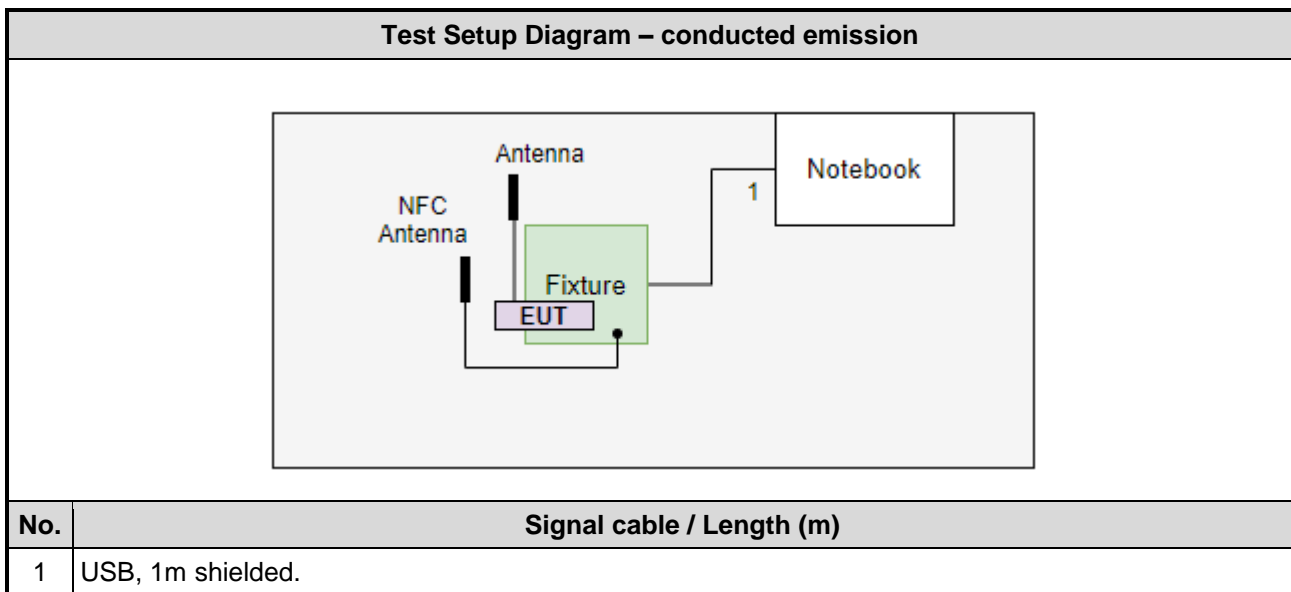 Test Setup Diagram – conducted emission
Antenna
NFC
Antenna
Notebook
1
Fixture
EUT
No. Signal cable / Length (m)
1 USB, 1m shielded.